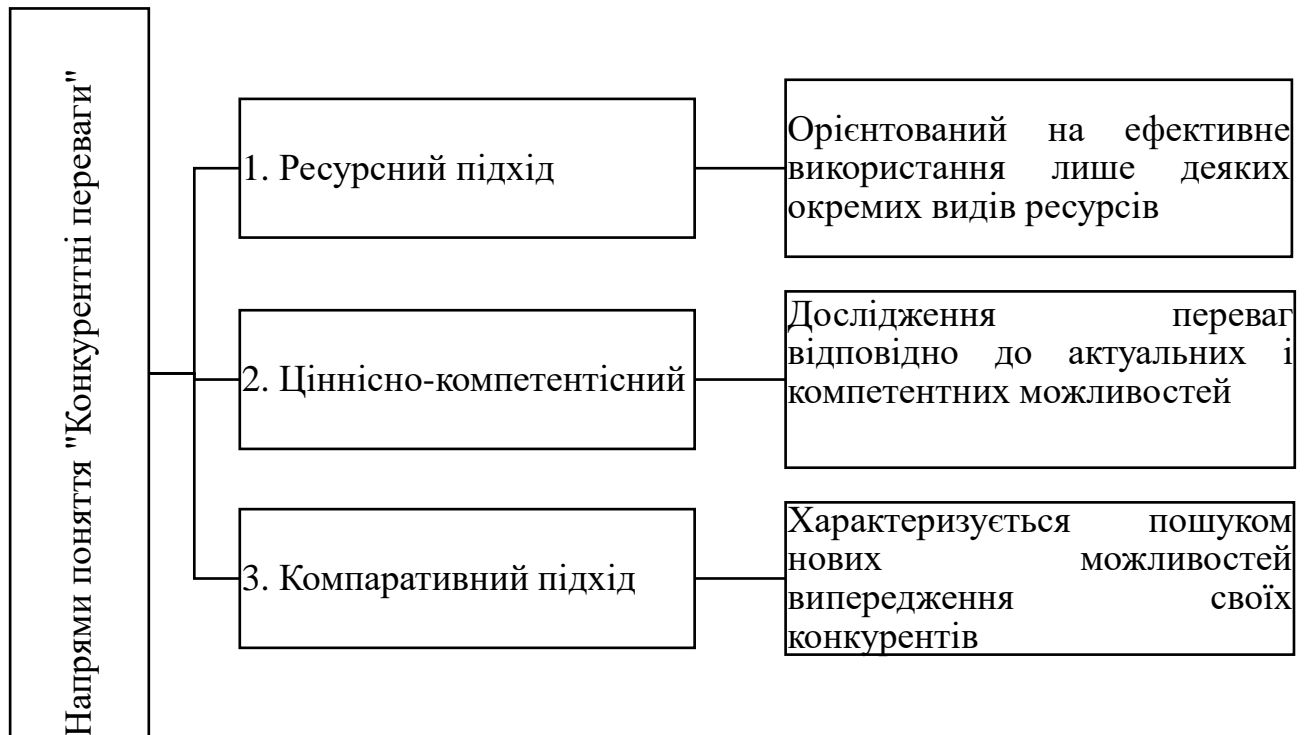 Напрями поняття "Конкурентні переваги"
1. Ресурсний підхід
Орієнтований на ефективне
використання лише деяких
окремих видів ресурсів
2. Ціннісно-компетентісний
Дослідження переваг
відповідно до актуальних і
компетентних можливостей
3. Компаративний підхід
Характеризується пошуком
нових можливостей
випередження своїх
конкурентів